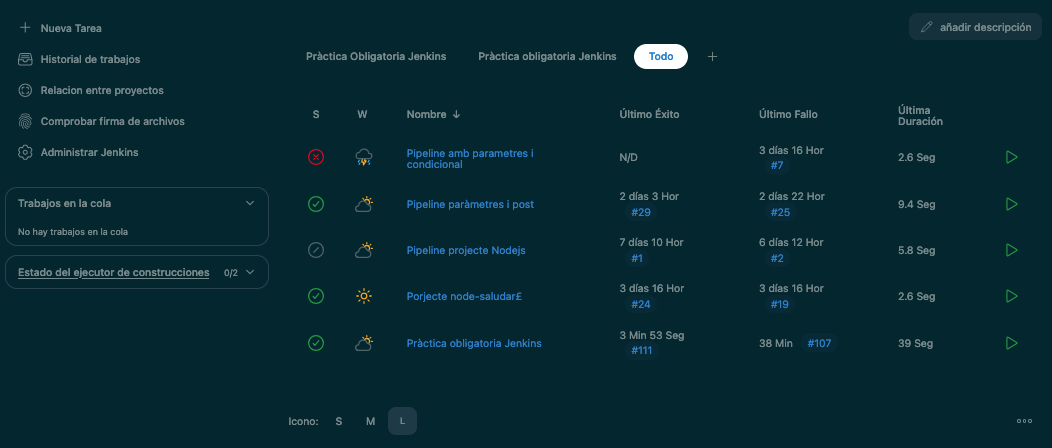 Nueva Tarea
Historial de trabajos
Relacion entre proyectos
Comprobar firma de archivos
Administrar Jenkins
Trabajos en la cola
No hay trabajos en la cola
Estado del ejecutor de construcciones 0/2
añadir descripción
Pràctica Obligatoria Jenkins Pràctica obligatoria Jenkins Todo +
S W Nombre ↓ Último Éxito Último Fallo Última
Duración
Pipeline amb parametres i
condicional
N/D
3 días 16 Hor
#7
2.6 Seg
Pipeline paràmetres i post
2 días 3 Hor
#29
2 días 22 Hor
#25
9.4 Seg
Pipeline projecte Nodejs
7 días 10 Hor
#1
6 días 12 Hor
#2
5.8 Seg
Porjecte node-saludar£
3 días 16 Hor
#24
3 días 16 Hor
#19
2.6 Seg
Pràctica obligatoria Jenkins
3 Min 53 Seg
#111
38 Min #107
39 Seg
Icono: S M L